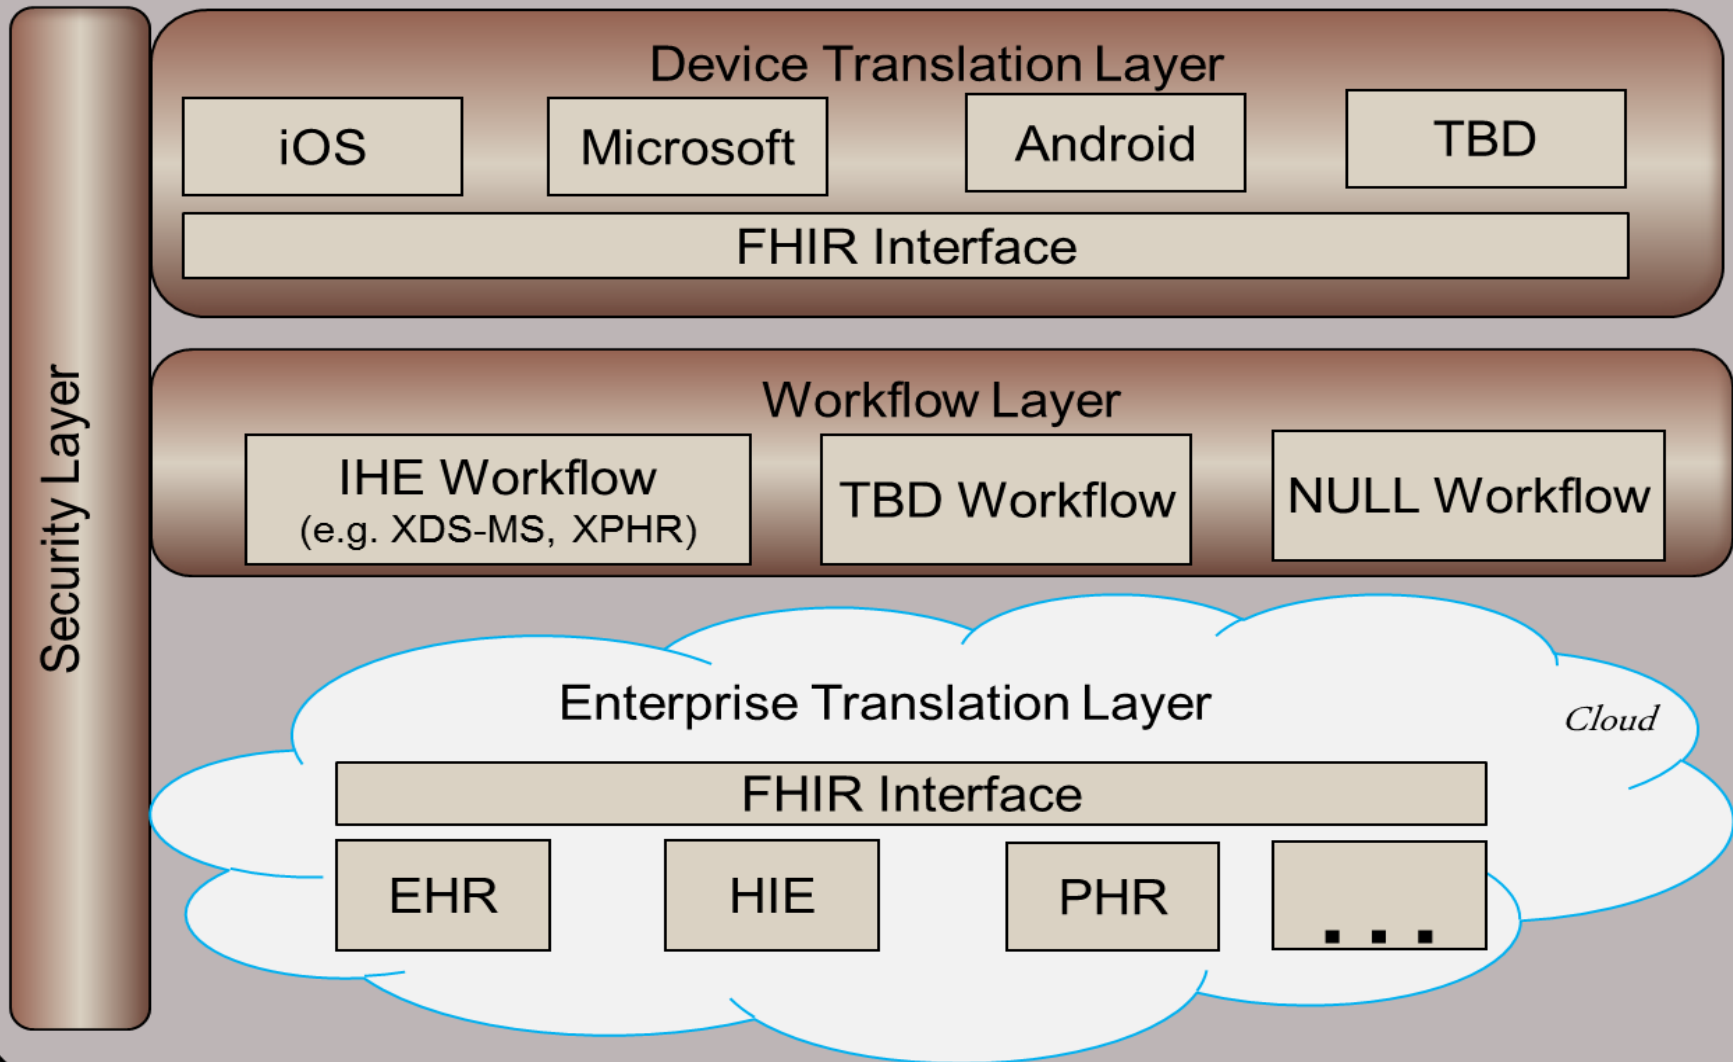 Security Layer
Device Translation Layer
iOS
Microsoft
Android
TBD
FHIR Interface
Workflow Layer
IHE Workflow
(e.g. XDS-MS, XPHR)
TBD Workflow
NULL Workflow
Enterprise Translation Layer
Cloud
FHIR Interface
EHR
HIE
PHR
...